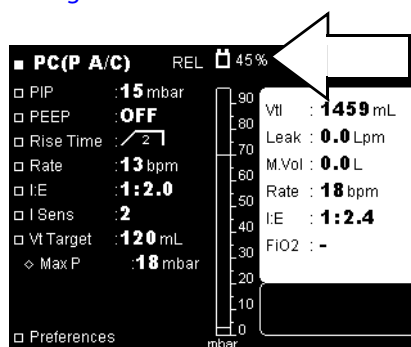 PC(P A/C) REL 45%
PIP :15 mbar
PEEP :OFF
Rise Time : 2
Rate :13 bpm
I:E :1:2.0
I Sens :2
Vt Target :120 mL
Max P :18 mbar
Preferences
90
80
70
60
50
40
30
20
10
0
mbar
VtI : 1459 mL
Leak : 0.0 Lpm
M.Vol : 0.0 L
Rate : 18 bpm
I:E : 1:2.4
FiO2 : -